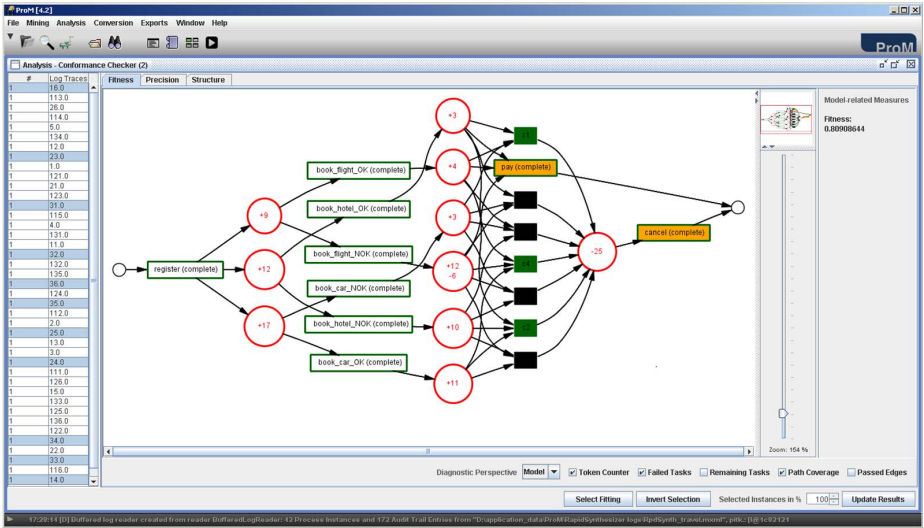 ProM [4.2]
File Mining Analysis Conversion Exports Window Help
ProM
Analysis - Conformance Checker (2)
# Log Traces
1 16.0
1 113.0
1 26.0
1 114.0
1 5.0
1 134.0
1 12.0
1 23.0
1 1.0
1 121.0
1 21.0
1 123.0
1 31.0
1 115.0
1 4.0
1 131.0
1 11.0
1 32.0
1 132.0
1 135.0
1 36.0
1 124.0
1 35.0
1 112.0
1 2.0
1 25.0
1 13.0
1 3.0
1 24.0
1 111.0
1 126.0
1 15.0
1 133.0
1 125.0
1 136.0
1 122.0
1 34.0
1 22.0
1 33.0
1 116.0
1 14.0
Fitness Precision Structure
register (complete)
+9
+12
+17
book_flight_OK (complete)
book_hotel_OK (complete)
book_flight_NOK (complete)
book_car_NOK (complete)
book_hotel_NOK (complete)
book_car_OK (complete)
+3
+4
+3
+12
-6
+10
+11
pay (complete)
-25
cancel (complete)
Zoom: 154 %
Model-related Measures
Fitness:
0.80908644
Diagnostic Perspective Model Token Counter Failed Tasks Remaining Tasks Path Coverage Passed Edges
Select Fitting Invert Selection Selected Instances in % 100 Update Results